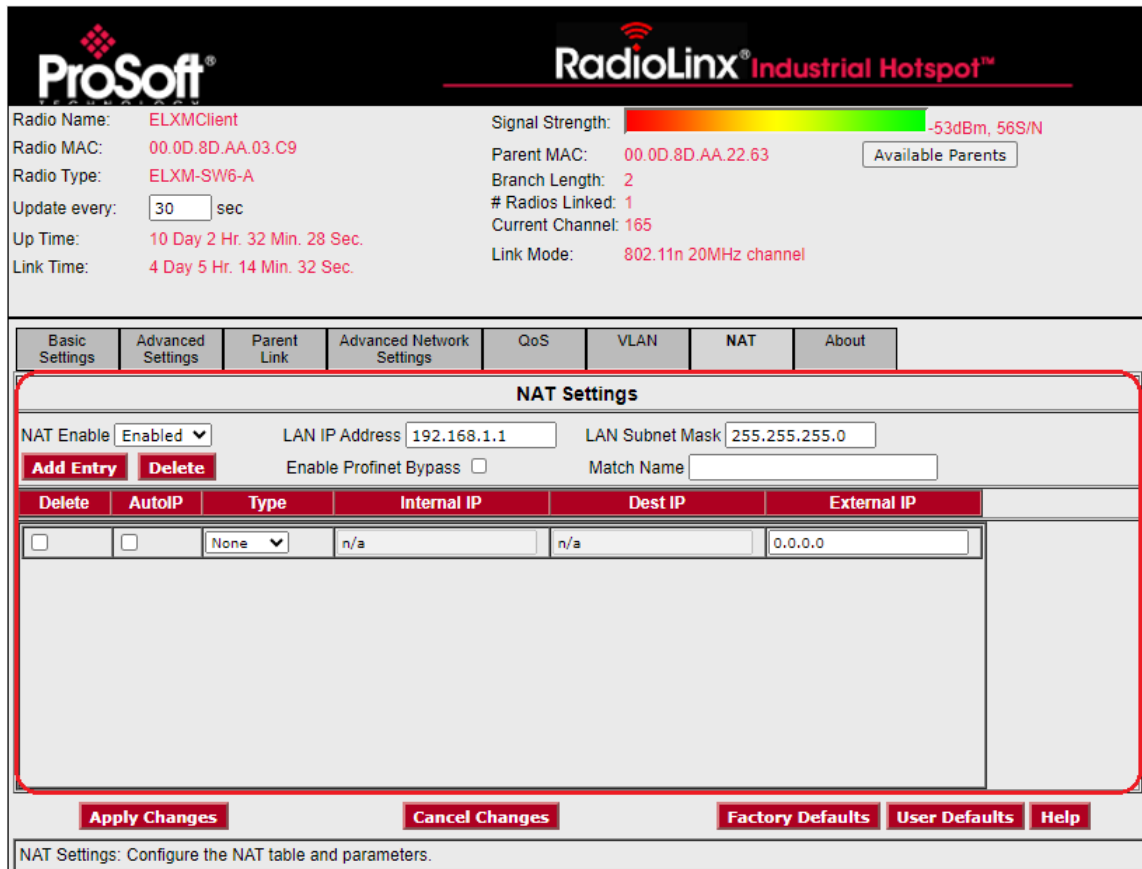 ProSoft®
TECHNOLOGY
RadioLinx® Industrial Hotspot™
Radio Name: ELXMClient
Radio MAC: 00.0D.8D.AA.03.C9
Radio Type: ELXM-SW6-A
Update every: 30 sec
Up Time: 10 Day 2 Hr. 32 Min. 28 Sec.
Link Time: 4 Day 5 Hr. 14 Min. 32 Sec.
Signal Strength: -53dBm, 56S/N
Parent MAC: 00.0D.8D.AA.22.63 Available Parents
Branch Length: 2
# Radios Linked: 1
Current Channel: 165
Link Mode: 802.11n 20MHz channel
Basic Settings Advanced Settings Parent Link Advanced Network Settings QoS VLAN NAT About
NAT Settings
NAT Enable Enabled LAN IP Address 192.168.1.1 LAN Subnet Mask 255.255.255.0
Add Entry Delete Enable Profinet Bypass Match Name
Delete AutoIP Type Internal IP Dest IP External IP
None n/a n/a 0.0.0.0
Apply Changes Cancel Changes Factory Defaults User Defaults Help
NAT Settings: Configure the NAT table and parameters.